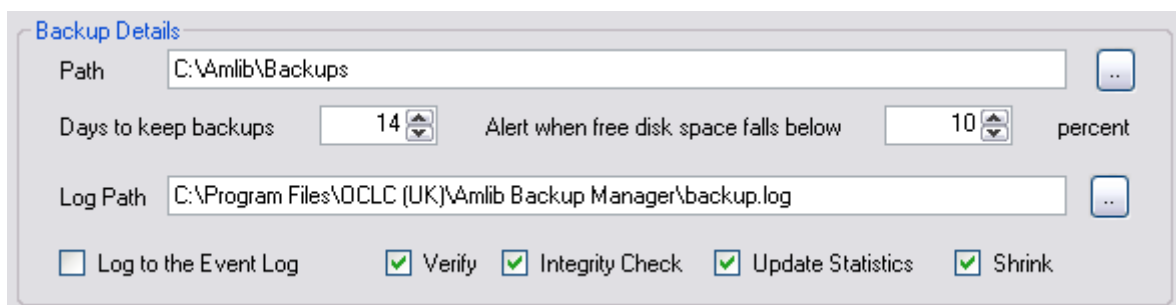 Backup Details
Path C:\Amlib\Backups ..
Days to keep backups 14 Alert when free disk space falls below 10 percent
Log Path C:\Program Files\OCLC (UK)\Amlib Backup Manager\backup.log ..
Log to the Event Log Verify Integrity Check Update Statistics Shrink